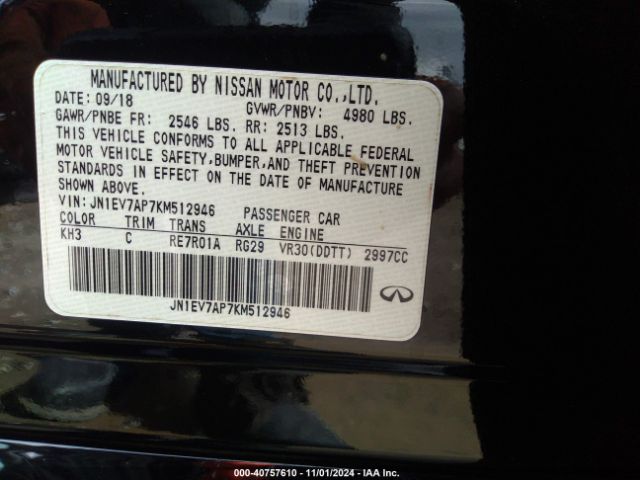 MANUFACTURED BY NISSAN MOTOR CO.,LTD.
DATE: 09/18 GVWR/PNBV: 4980 LBS.
GAWR/PNBE FR: 2546 LBS. RR: 2513 LBS.
THIS VEHICLE CONFORMS TO ALL APPLICABLE FEDERAL
MOTOR VEHICLE SAFETY,BUMPER,AND THEFT PREVENTION
STANDARDS IN EFFECT ON THE DATE OF MANUFACTURE
SHOWN ABOVE.
VIN: JN1EV7AP7KM512946 PASSENGER CAR
COLOR TRIM TRANS AXLE ENGINE
KH3 C RE7R01A RG29 VR30(DDTT) 2997CC
JN1EV7AP7KM512946
000-40757610 - 11/01/2024 - IAA Inc.